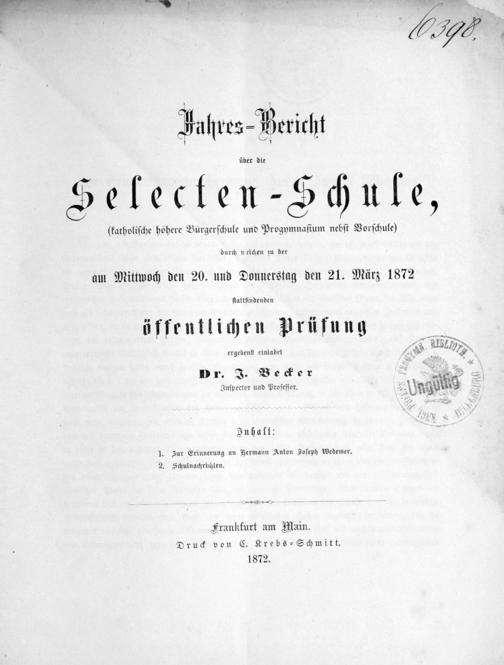 6398.
Jahres-Bericht
über die
Selecten-Schule,
(katholische höhere Bürgerschule und Progymnasium nebst Vorschule)
durch welchen zu der
am Mittwoch den 20. und Donnerstag den 21. März 1872
stattfindenden
öffentlichen Prüfung
ergebenst einladet
Dr. J. Becker
Inspector und Professor.
Ungültig
Inhalt:
1. Zur Erinnerung an Hermann Anton Joseph Wedewer.
2. Schulnachrichten.
Frankfurt am Main.
Druck von C. Krebs-Schmitt.
1872.